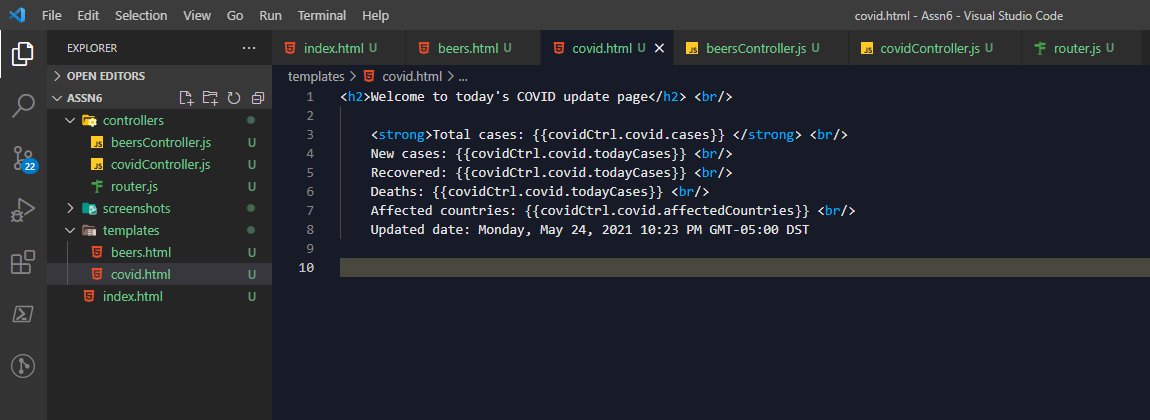 File Edit Selection View Go Run Terminal Help covid.html - Assn6 - Visual Studio Code
EXPLORER ...
index.html U beers.html U covid.html U beersController.js U covidController.js U router.js U
OPEN EDITORS
templates > covid.html > ...
ASSN6
controllers
beersController.js U
covidController.js U
router.js U
screenshots
templates
beers.html U
covid.html U
index.html U
22
1 <h2>Welcome to today's COVID update page</h2> <br/>
2
3 <strong>Total cases: {{covidCtrl.covid.cases}} </strong> <br/>
4 New cases: {{covidCtrl.covid.todayCases}} <br/>
5 Recovered: {{covidCtrl.covid.todayCases}} <br/>
6 Deaths: {{covidCtrl.covid.todayCases}} <br/>
7 Affected countries: {{covidCtrl.covid.affectedCountries}} <br/>
8 Updated date: Monday, May 24, 2021 10:23 PM GMT-05:00 DST
9
10